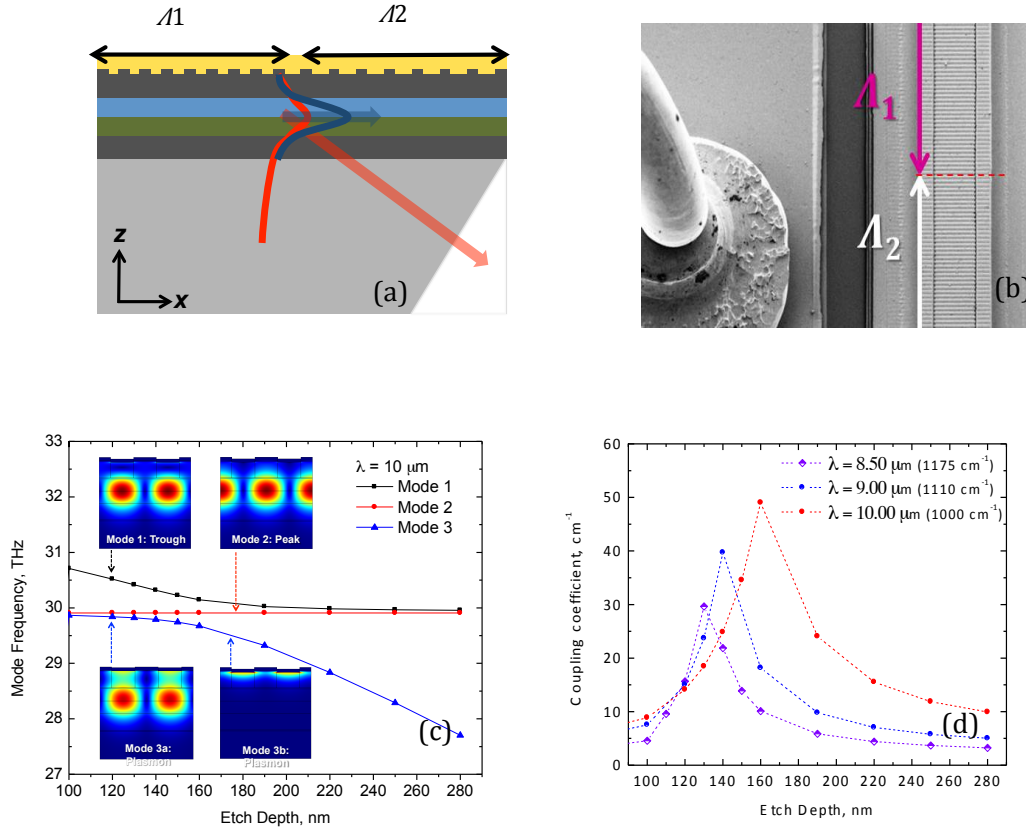 Λ1 Λ2
z
x
(a)
Λ1
Λ2
(b)
33
32
31
30
29
28
27
Mode Frequency, THz
100 120 140 160 180 200 220 240 260 280
Etch Depth, nm
λ = 10 μm
Mode 1
Mode 2
Mode 3
Mode 1: Trough
Mode 2: Peak
Mode 3a:
Plasmon
Mode 3b:
Plasmon
(c)
60
50
40
30
20
10
0
Coupling coefficient, cm⁻¹
100 120 140 160 180 200 220 240 260 280
Etch Depth, nm
λ = 8.50 μm (1175 cm⁻¹)
λ = 9.00 μm (1110 cm⁻¹)
λ = 10.00 μm (1000 cm⁻¹)
(d)